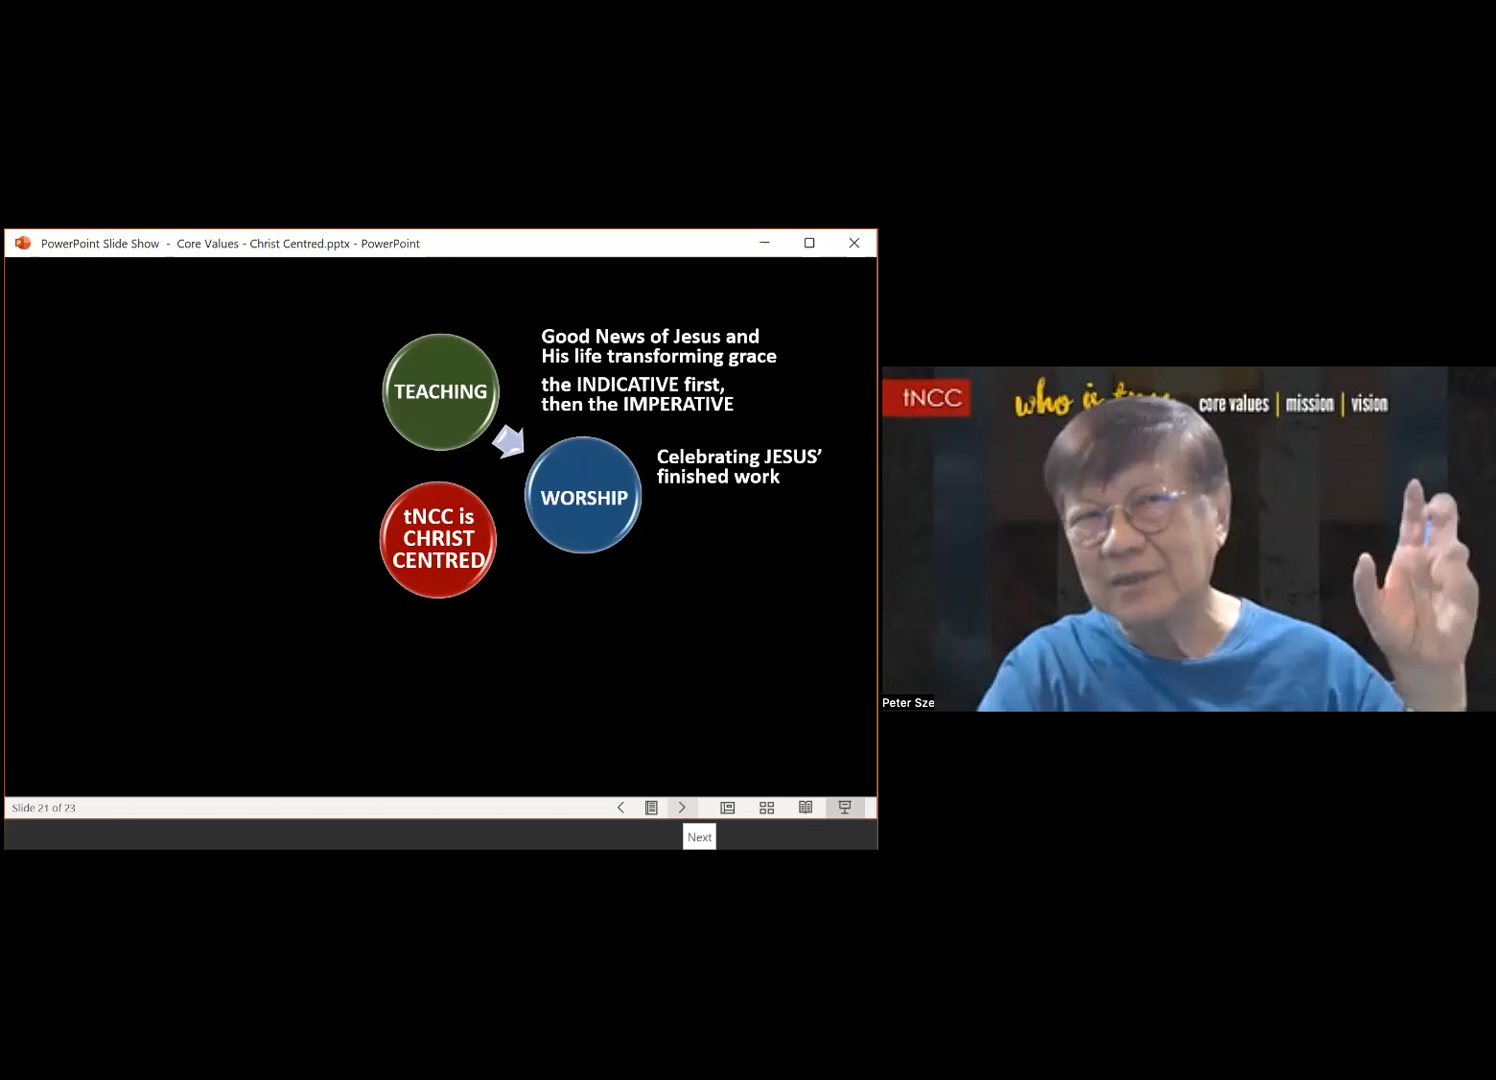 PowerPoint Slide Show - Core Values - Christ Centred.pptx - PowerPoint
TEACHING
Good News of Jesus and
His life transforming grace
the INDICATIVE first,
then the IMPERATIVE
WORSHIP
Celebrating JESUS’
finished work
tNCC is
CHRIST
CENTRED
Slide 21 of 23
Next
tNCC
who is
core values | mission | vision
Peter Sze